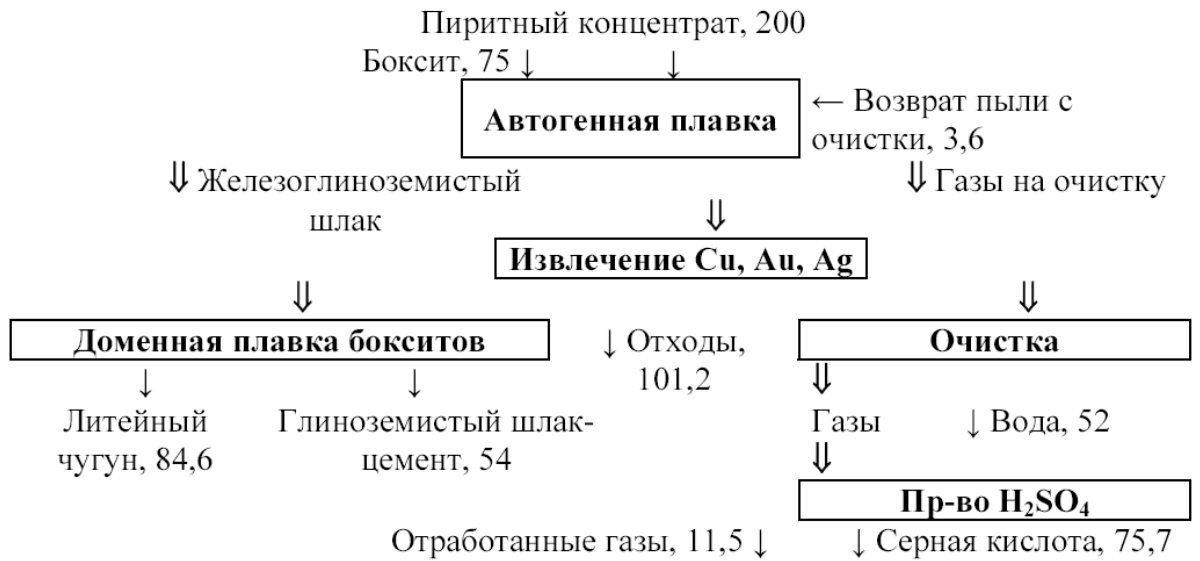 Пиритный концентрат, 200
Боксит, 75 ↓ ↓
Автогенная плавка
← Возврат пыли с
очистки, 3,6
⇓ Железоглиноземистый
шлак
⇓ Газы на очистку
⇓
Извлечение Cu, Au, Ag
⇓ ⇓
Доменная плавка бокситов
↓ Отходы,
101,2
Очистка
↓ ↓ ⇓
Литейный
чугун, 84,6
Глиноземистый шлак-
цемент, 54
Газы ↓ Вода, 52
⇓
Пр-во H₂SO₄
Отработанные газы, 11,5 ↓ ↓ Серная кислота, 75,7